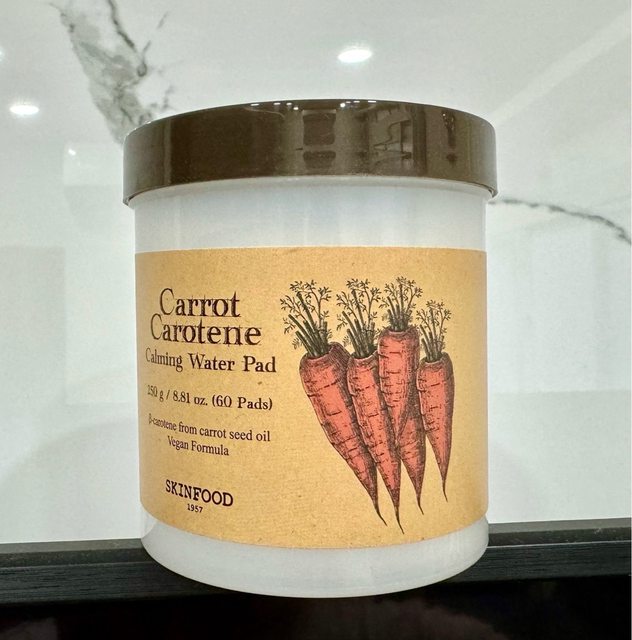 Carrot
Carotene
Calming Water Pad
250 g / 8.81 oz. (60 Pads)
β-carotene from carrot seed oil
Vegan Formula
SKINFOOD
1957